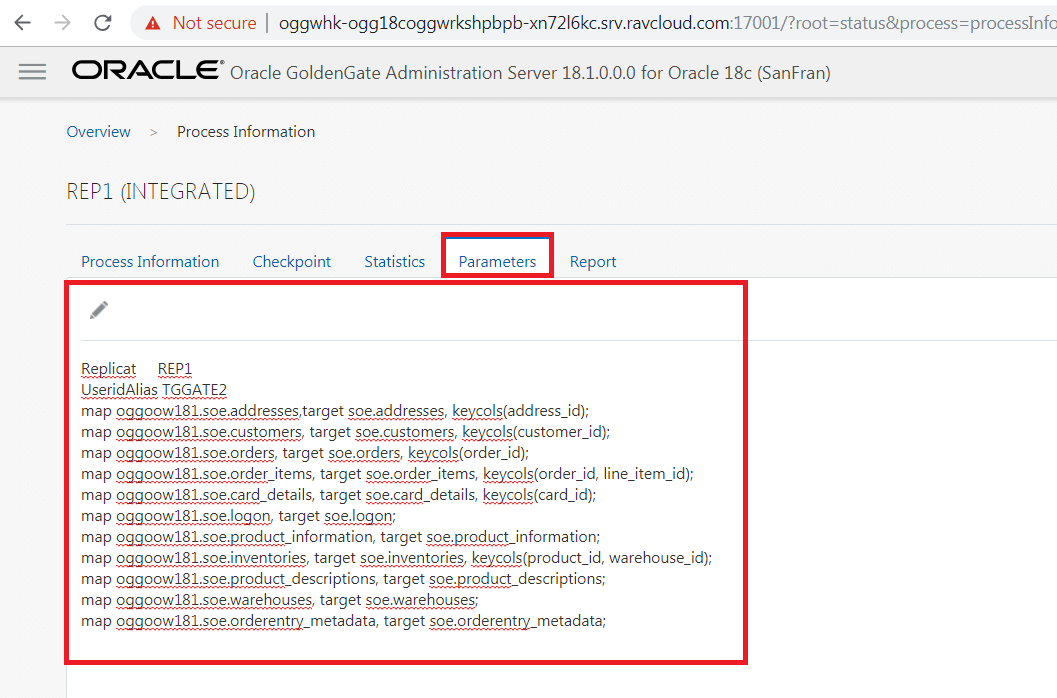 Not secure | oggwhk-ogg18coggwrkshpbpb-xn72l6kc.srv.ravcloud.com:17001/?root=status&process=processInfo
ORACLE® Oracle GoldenGate Administration Server 18.1.0.0.0 for Oracle 18c (SanFran)
Overview > Process Information
REP1 (INTEGRATED)
Process Information Checkpoint Statistics Parameters Report
Replicat REP1
UseridAlias TGGATE2
map oggoow181.soe.addresses,target soe.addresses, keycols(address_id);
map oggoow181.soe.customers, target soe.customers, keycols(customer_id);
map oggoow181.soe.orders, target soe.orders, keycols(order_id);
map oggoow181.soe.order_items, target soe.order_items, keycols(order_id, line_item_id);
map oggoow181.soe.card_details, target soe.card_details, keycols(card_id);
map oggoow181.soe.logon, target soe.logon;
map oggoow181.soe.product_information, target soe.product_information;
map oggoow181.soe.inventories, target soe.inventories, keycols(product_id, warehouse_id);
map oggoow181.soe.product_descriptions, target soe.product_descriptions;
map oggoow181.soe.warehouses, target soe.warehouses;
map oggoow181.soe.orderentry_metadata, target soe.orderentry_metadata;